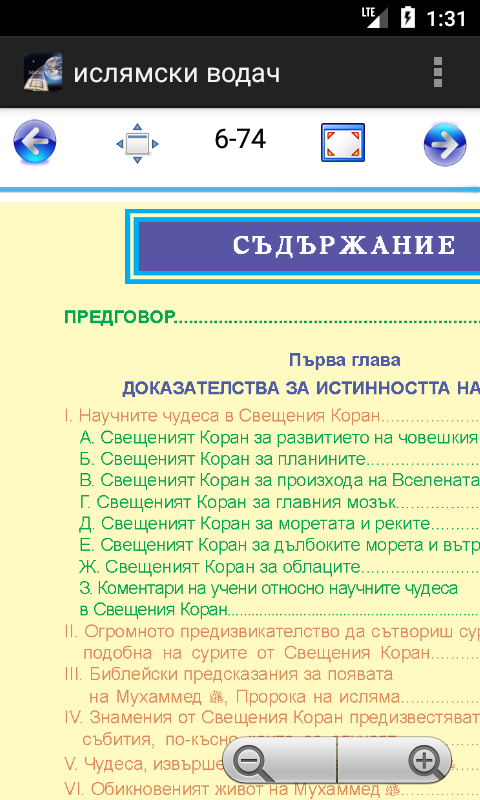 LTE 1:31
ислямски водач
6-74
СЪДЪРЖАНИЕ
ПРЕДГОВОР
Първа глава
ДОКАЗАТЕЛСТВА ЗА ИСТИННОСТТА НА
I. Научните чудеса в Свещения Коран
А. Свещеният Коран за развитието на човешкия
Б. Свещеният Коран за планините
В. Свещеният Коран за произхода на Вселената
Г. Свещеният Коран за главния мозък
Д. Свещеният Коран за моретата и реките
Е. Свещеният Коран за дълбоките морета и вътр
Ж. Свещеният Коран за облаците
З. Коментари на учени относно научните чудеса
в Свещения Коран
II. Огромното предизвикателство да сътвориш сур
подобна на сурите от Свещения Коран
III. Библейски предсказания за появата
на Мухаммед ﷺ, Пророка на исляма
IV. Знамения от Свещения Коран предизвестяват
събития, по-късно
V. Чудеса, извърше
VI. Обикновеният живот на Мухаммед ﷺ